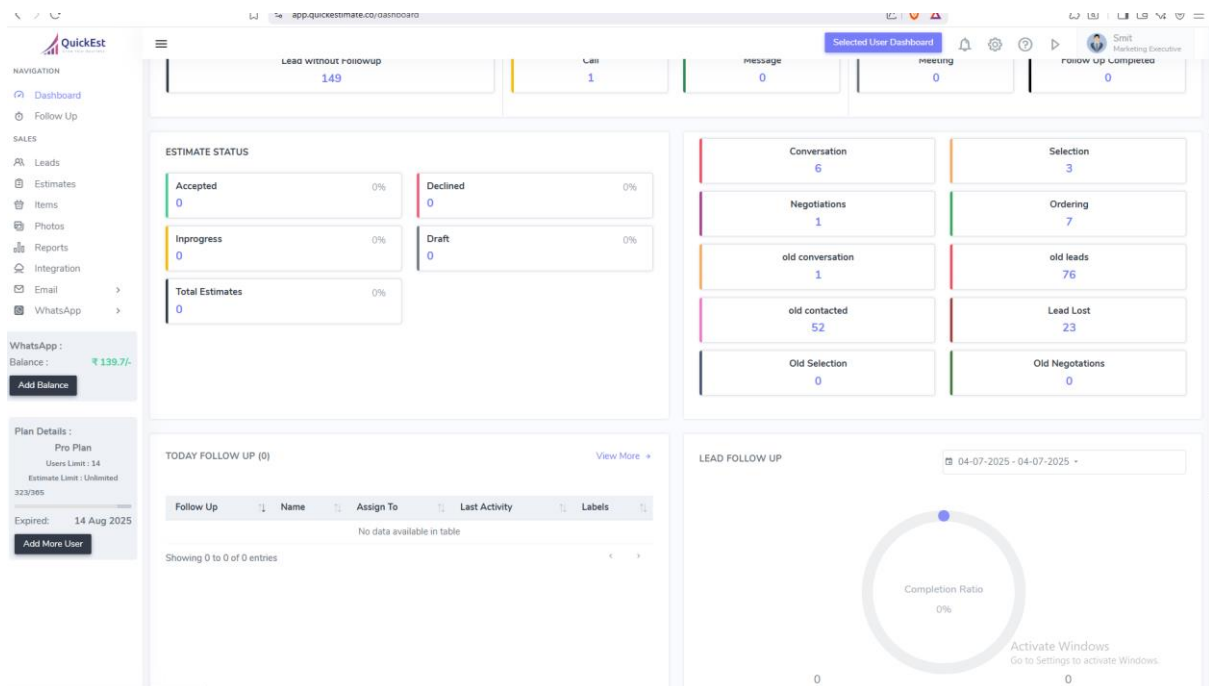 app.quickestimate.co/dashboard
QuickEst
Selected User Dashboard
Smit
Marketing Executive
NAVIGATION
Dashboard
Follow Up
SALES
Leads
Estimates
Items
Photos
Reports
Integration
Email
WhatsApp
WhatsApp :
Balance : ₹ 139.7/-
Add Balance
Plan Details :
Pro Plan
Users Limit : 14
Estimate Limit : Unlimited
323/365
Expired: 14 Aug 2025
Add More User
Lead Without Followup
149
Call
1
Message
0
Meeting
0
Follow Up Completed
0
ESTIMATE STATUS
Accepted 0%
0
Declined 0%
0
Inprogress 0%
0
Draft 0%
0
Total Estimates 0%
0
Conversation
6
Selection
3
Negotiations
1
Ordering
7
old conversation
1
old leads
76
old contacted
52
Lead Lost
23
Old Selection
0
Old Negotations
0
TODAY FOLLOW UP (0)
View More +
Follow Up Name Assign To Last Activity Labels
No data available in table
Showing 0 to 0 of 0 entries
LEAD FOLLOW UP
04-07-2025 - 04-07-2025
Completion Ratio
0%
Activate Windows
Go to Settings to activate Windows.
0
0